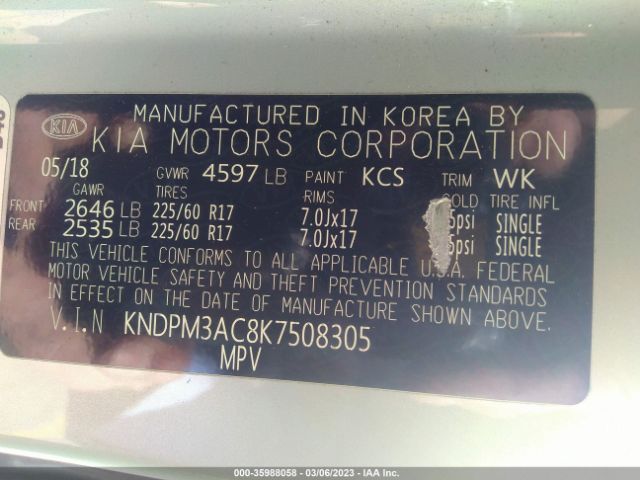 MANUFACTURED IN KOREA BY
KIA KIA MOTORS CORPORATION
05/18 GVWR 4597 LB PAINT KCS TRIM WK
GAWR TIRES RIMS COLD TIRE INFL
FRONT 2646 LB 225/60 R17 7.0Jx17 5psi SINGLE
REAR 2535 LB 225/60 R17 7.0Jx17 5psi SINGLE
THIS VEHICLE CONFORMS TO ALL APPLICABLE U.S.A. FEDERAL
MOTOR VEHICLE SAFETY AND THEFT PREVENTION STANDARDS
IN EFFECT ON THE DATE OF MANUFACTURE SHOWN ABOVE
V.I.N KNDPM3AC8K7508305
MPV
000-35988058 — 03/06/2023 — IAA Inc.